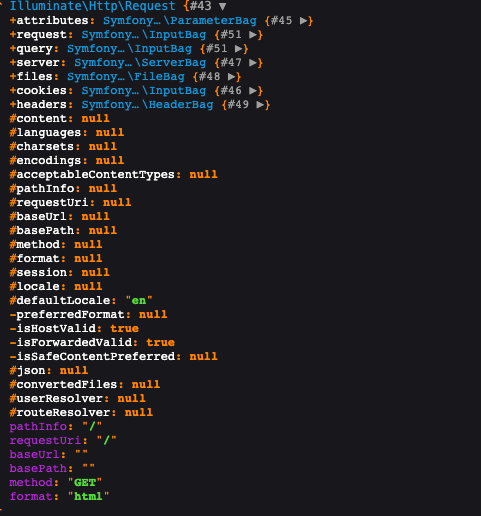 Illuminate\Http\Request {#43 ▼
+attributes: Symfony…\ParameterBag {#45 ▶}
+request: Symfony…\InputBag {#51 ▶}
+query: Symfony…\InputBag {#51 ▶}
+server: Symfony…\ServerBag {#47 ▶}
+files: Symfony…\FileBag {#48 ▶}
+cookies: Symfony…\InputBag {#46 ▶}
+headers: Symfony…\HeaderBag {#49 ▶}
#content: null
#languages: null
#charsets: null
#encodings: null
#acceptableContentTypes: null
#pathInfo: null
#requestUri: null
#baseUrl: null
#basePath: null
#method: null
#format: null
#session: null
#locale: null
#defaultLocale: "en"
-preferredFormat: null
-isHostValid: true
-isForwardedValid: true
-isSafeContentPreferred: null
#json: null
#convertedFiles: null
#userResolver: null
#routeResolver: null
pathInfo: "/"
requestUri: "/"
baseUrl: ""
basePath: ""
method: "GET"
format: "html"